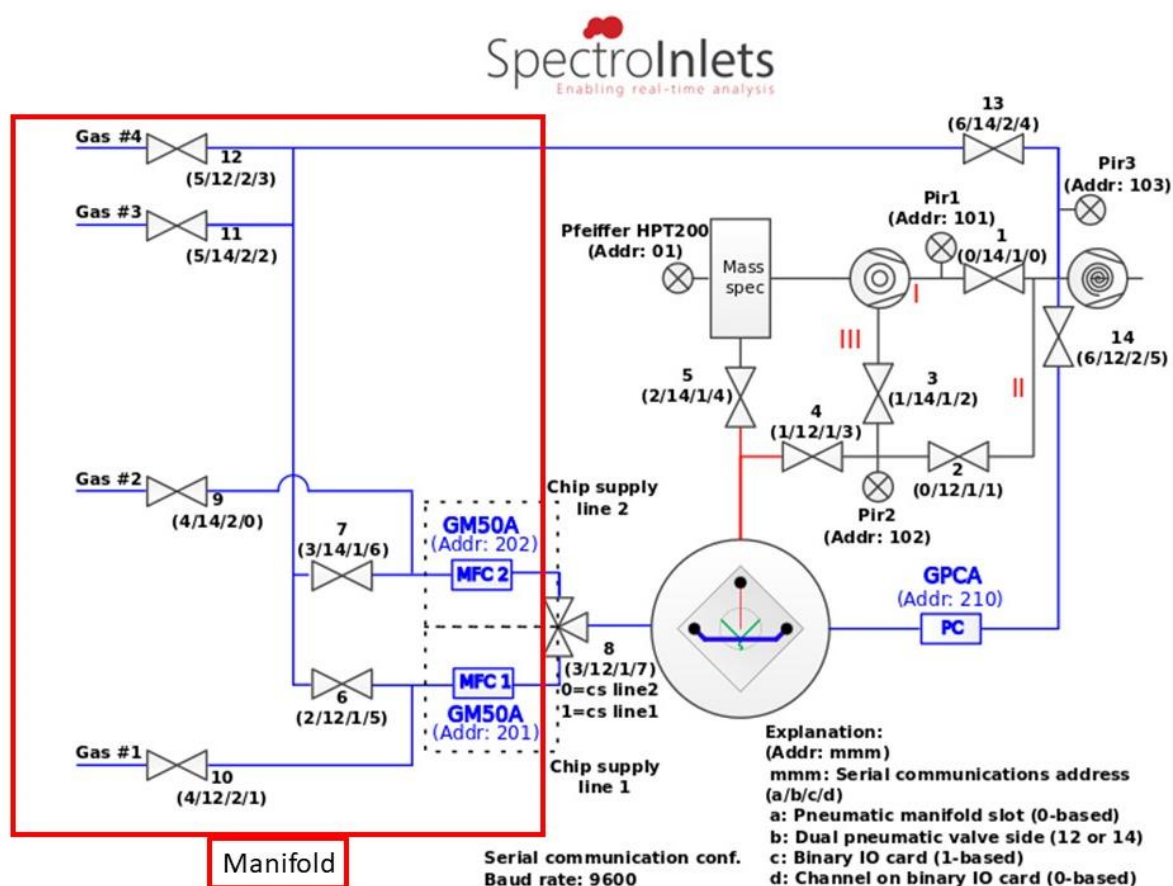 SpectroInlets
Enabling real-time analysis
Gas #4
12
(5/12/2/3)
Gas #3
11
(5/14/2/2)
13
(6/14/2/4)
Pir3
(Addr: 103)
Pir1
(Addr: 101)
1
(0/14/1/0)
Pfeiffer HPT200
(Addr: 01)
Mass
spec
I
III
II
14
(6/12/2/5)
5
(2/14/1/4)
3
(1/14/1/2)
4
(1/12/1/3)
2
(0/12/1/1)
Pir2
(Addr: 102)
Gas #2
9
(4/14/2/0)
Chip supply
line 2
7
(3/14/1/6)
GM50A
(Addr: 202)
MFC 2
GPCA
(Addr: 210)
PC
8
(3/12/1/7)
0=cs line2
1=cs line1
6
(2/12/1/5)
MFC 1
GM50A
(Addr: 201)
Gas #1
10
(4/12/2/1)
Chip supply
line 1
Manifold
Serial communication conf.
Baud rate: 9600
Explanation:
(Addr: mmm)
mmm: Serial communications address
(a/b/c/d)
a: Pneumatic manifold slot (0-based)
b: Dual pneumatic valve side (12 or 14)
c: Binary IO card (1-based)
d: Channel on binary IO card (0-based)